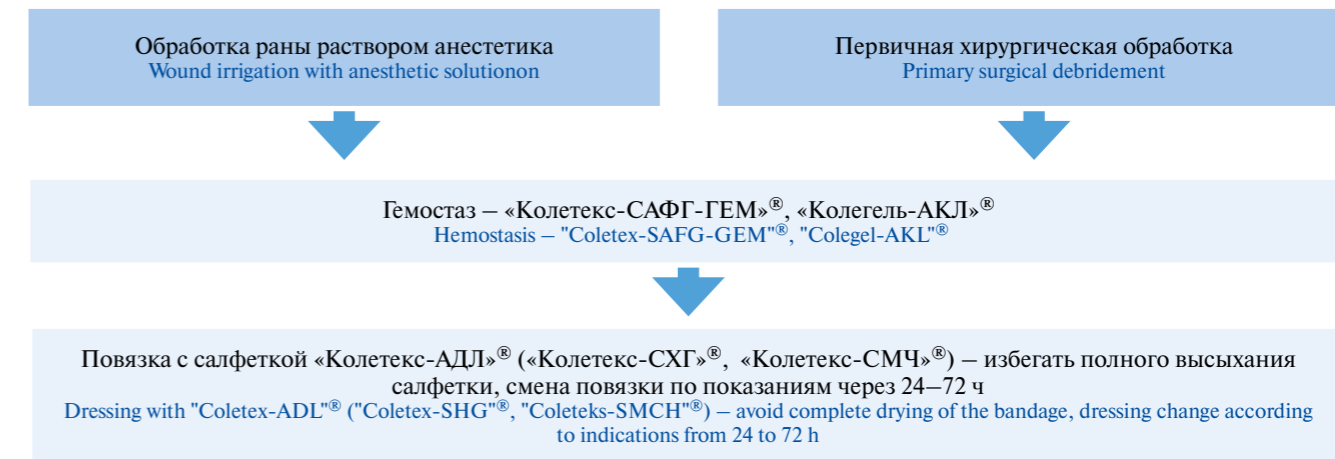 Обработка раны раствором анестетика
Wound irrigation with anesthetic solutionon
Первичная хирургическая обработка
Primary surgical debridement
Гемостаз – «Колетекс-САФГ-ГЕМ»®, «Колегель-АКЛ»®
Hemostasis – "Coletex-SAFG-GEM"®, "Colegel-AKL"®
Повязка с салфеткой «Колетекс-АДЛ»® («Колетекс-СХГ»®, «Колетекс-СМЧ»®) – избегать полного высыхания
салфетки, смена повязки по показаниям через 24–72 ч
Dressing with "Coletex-ADL"® ("Coletex-SHG"®, "Coleteks-SMCH"®) – avoid complete drying of the bandage, dressing change according
to indications from 24 to 72 h